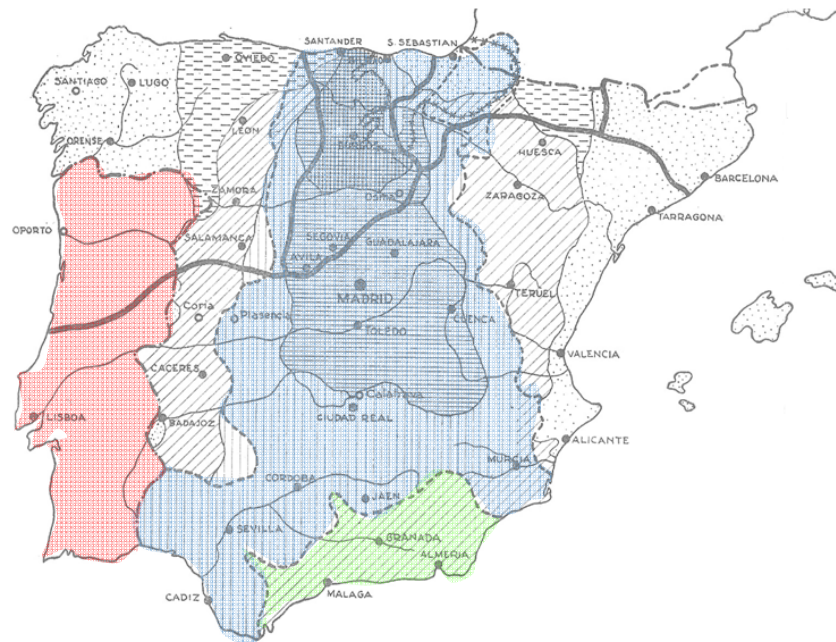 SANTANDER
S. SEBASTIAN
OVIEDO
BILBAO
SANTIAGO
LUGO
LEON
ORENSE
BURGOS
HUESCA
BARCELONA
ZAMORA
OSMA
ZARAGOZA
TARRAGONA
OPORTO
SALAMANCA
SEGOVIA
GUADALAJARA
AVILA
MADRID
TERUEL
Coria
Plasencia
CUENCA
TOLEDO
VALENCIA
CACERES
Calatrava
LISBOA
BADAJOZ
CIUDAD REAL
ALICANTE
MURCIA
CORDOBA
JAEN
SEVILLA
GRANADA
ALMERIA
CADIZ
MALAGA